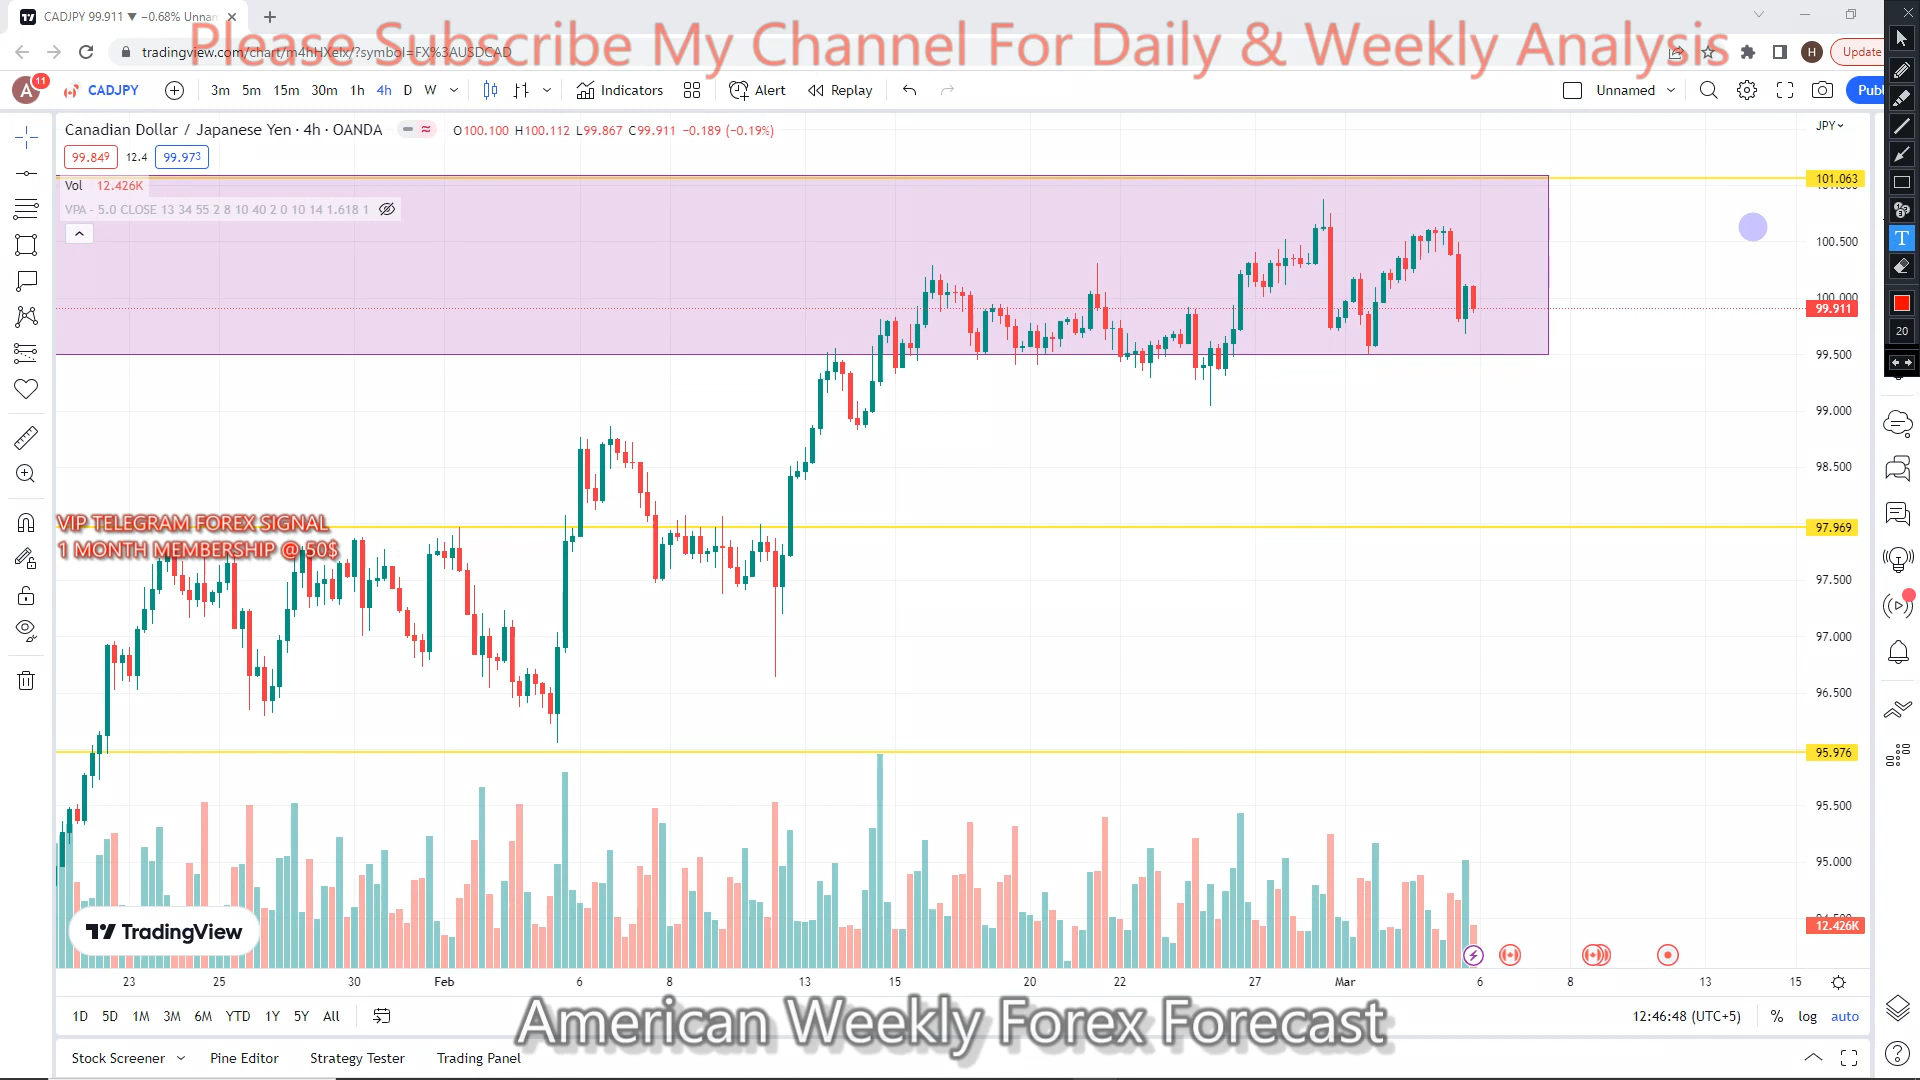 CADJPY 99.911 ▼ −0.68% Unnan
Please Subscribe My Channel For Daily & Weekly Analysis
tradingview.com/chart/m4hHXelx/?symbol=FX%3AUSDCAD
H
Update
A 11 CADJPY 3m 5m 15m 30m 1h 4h D W Indicators Alert Replay Unnamed Publ
Canadian Dollar / Japanese Yen · 4h · OANDA O100.100 H100.112 L99.867 C99.911 −0.189 (−0.19%)
JPY
99.849 12.4 99.973
Vol 12.426K
VPA - 5.0 CLOSE 13 34 55 2 8 10 40 2 0 10 14 1.618 1
101.063
T
100.500
100.000
99.911
20
99.500
99.000
98.500
97.969
VIP TELEGRAM FOREX SIGNAL
1 MONTH MEMBERSHIP @ 50$
97.500
97.000
96.500
95.976
95.500
95.000
12.426K
TradingView
23 25 30 Feb 6 8 13 15 20 22 27 Mar 6 8 13 15
1D 5D 1M 3M 6M YTD 1Y 5Y All
American Weekly Forex Forecast
12:46:48 (UTC+5) % log auto
Stock Screener Pine Editor Strategy Tester Trading Panel